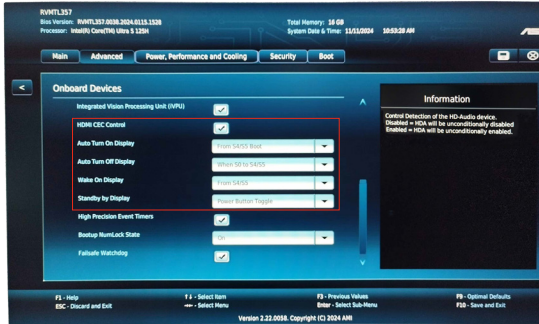 RVMTL357
Bios Version: RVMTL357.0038.2024.0115.1528
Processor: Intel(R) Core(TM) Ultra 5 125H
Total Memory: 16 GB
System Date & Time: 11/11/2024 10:53:28 AM
Main Advanced Power, Performance and Cooling Security Boot
<
Onboard Devices
Integrated Vision Processing Unit (IVPU)
HDMI CEC Control
Auto Turn On Display From S4/S5 Boot
Auto Turn Off Display When S0 to S4/S5
Wake On Display From S4/S5
Standby by Display Power Button Toggle
High Precision Event Timers
Bootup NumLock State On
Failsafe Watchdog
Information
Control Detection of the HD-Audio device.
Disabled = HDA will be unconditionally disabled
Enabled = HDA will be unconditionally enabled.
F1 - Help
ESC - Discard and Exit
↑↓ - Select Item
→← - Select Menu
F3 - Previous Values
Enter - Select Sub-Menu
F9 - Optimal Defaults
F10 - Save and Exit
Version 2.22.0058. Copyright (C) 2024 AMI